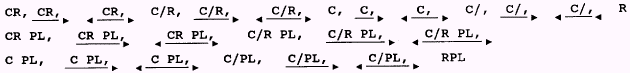 CR, CR, CR, C/R, C/R, C/R, C, C, C, C/, C/, C/, R
CR PL, CR PL, CR PL, C/R PL, C/R PL, C/R PL,
C PL, C PL, C PL, C/PL, C/PL, C/PL, RPL